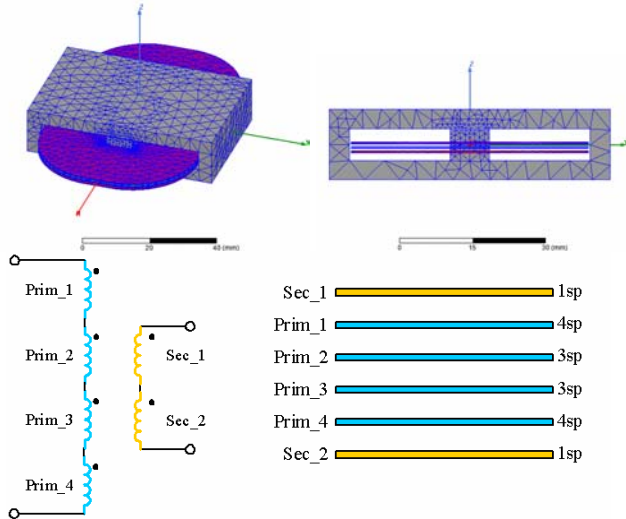 z
x
x
0 20 40 (mm)
z
x
0 15 30 (mm)
Prim_1
Prim_2
Prim_3
Prim_4
Sec_1
Sec_2
Sec_1 1sp
Prim_1 4sp
Prim_2 3sp
Prim_3 3sp
Prim_4 4sp
Sec_2 1sp